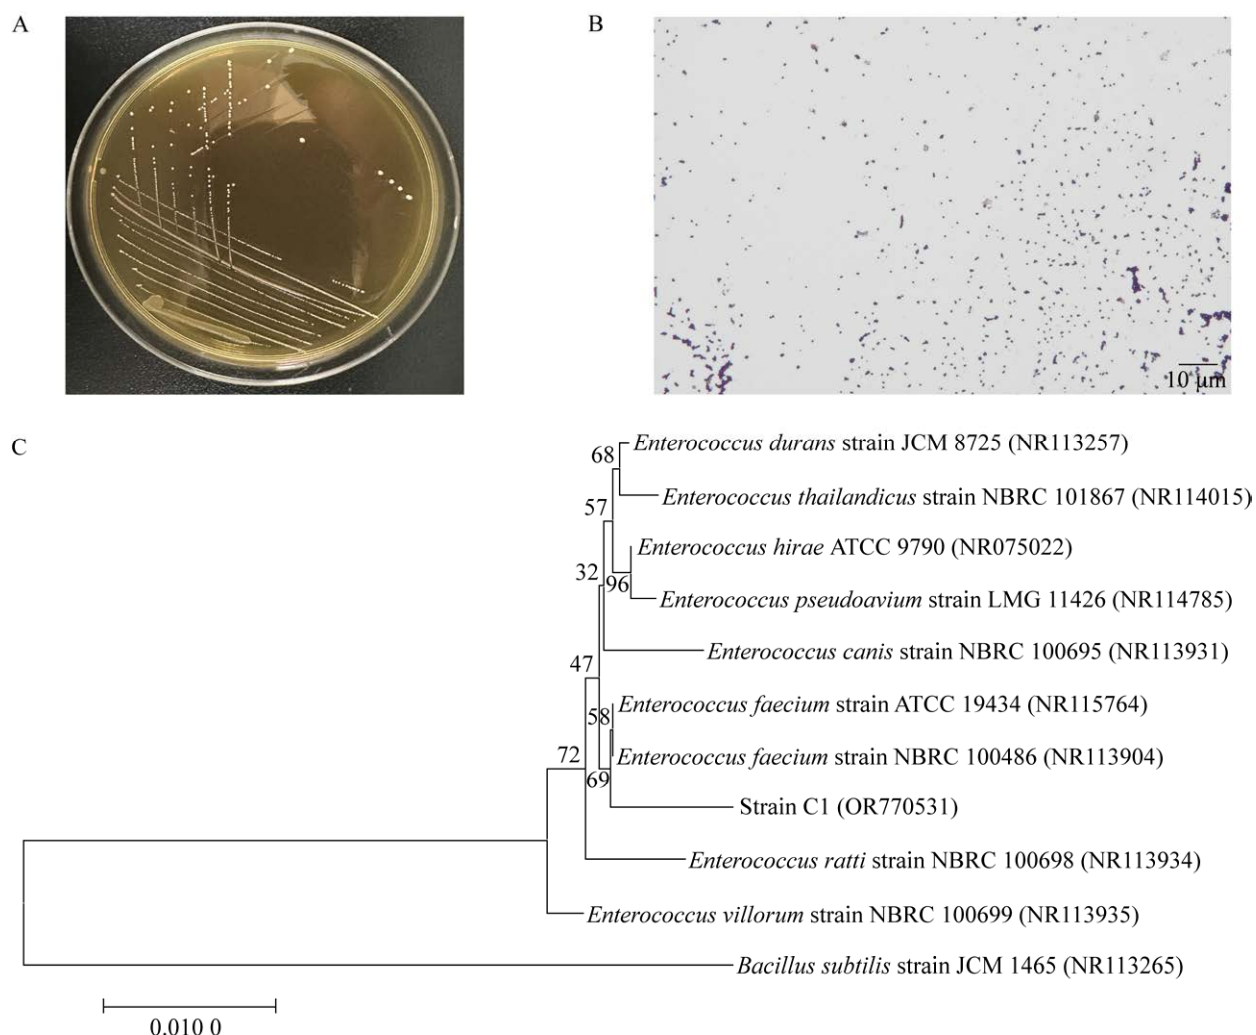 A
B
10 μm
C
68
Enterococcus durans strain JCM 8725 (NR113257)
Enterococcus thailandicus strain NBRC 101867 (NR114015)
57
Enterococcus hirae ATCC 9790 (NR075022)
32
96
Enterococcus pseudoavium strain LMG 11426 (NR114785)
Enterococcus canis strain NBRC 100695 (NR113931)
47
Enterococcus faecium strain ATCC 19434 (NR115764)
58
Enterococcus faecium strain NBRC 100486 (NR113904)
72
69
Strain C1 (OR770531)
Enterococcus ratti strain NBRC 100698 (NR113934)
Enterococcus villorum strain NBRC 100699 (NR113935)
Bacillus subtilis strain JCM 1465 (NR113265)
0.010 0